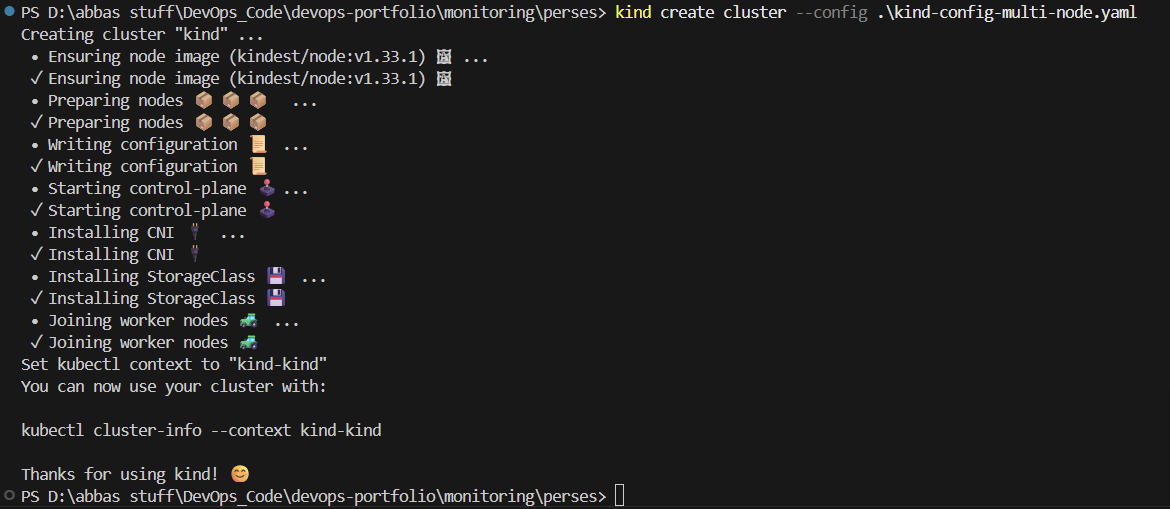 PS D:\abbas stuff\DevOps_Code\devops-portfolio\monitoring\perses> kind create cluster --config .\kind-config-multi-node.yaml
Creating cluster "kind" ...
• Ensuring node image (kindest/node:v1.33.1) 🖼 ...
✓ Ensuring node image (kindest/node:v1.33.1) 🖼
• Preparing nodes 📦 📦 📦 ...
✓ Preparing nodes 📦 📦 📦
• Writing configuration 📜 ...
✓ Writing configuration 📜
• Starting control-plane 🕹️ ...
✓ Starting control-plane 🕹️
• Installing CNI 🔌 ...
✓ Installing CNI 🔌
• Installing StorageClass 💾 ...
✓ Installing StorageClass 💾
• Joining worker nodes 🚜 ...
✓ Joining worker nodes 🚜
Set kubectl context to "kind-kind"
You can now use your cluster with:
kubectl cluster-info --context kind-kind
Thanks for using kind! 😊
PS D:\abbas stuff\DevOps_Code\devops-portfolio\monitoring\perses>